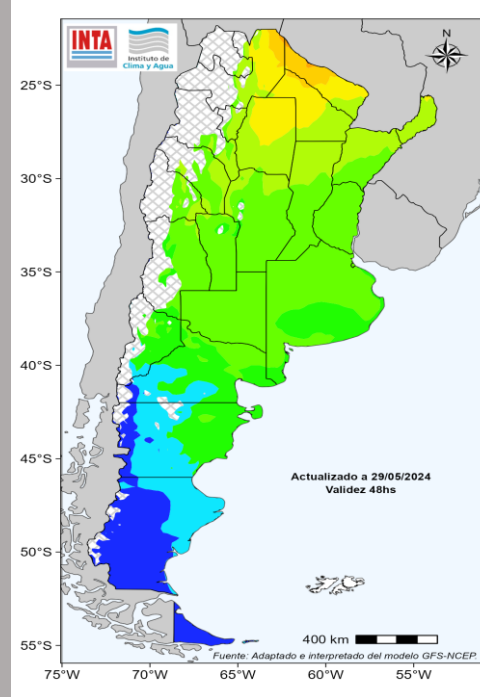 INTA
Instituto de
Clima y Agua
N
25°S
30°S
35°S
40°S
45°S
50°S
55°S
Actualizado a 29/05/2024
Validez 48hs
400 km
Fuente: Adaptado e interpretado del modelo GFS-NCEP.
75°W 70°W 65°W 60°W 55°W